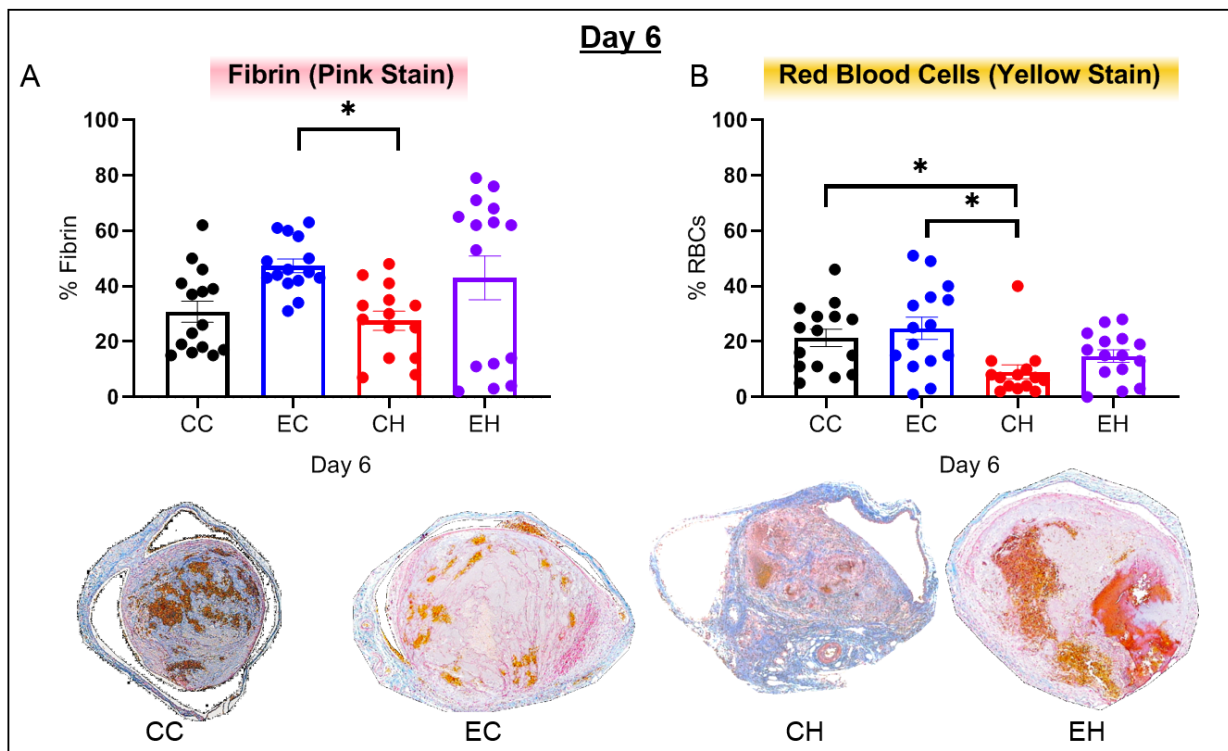 Day 6
A
Fibrin (Pink Stain)
*
100
80
60
40
20
0
% Fibrin
CC EC CH EH
Day 6
B
Red Blood Cells (Yellow Stain)
*
*
100
80
60
40
20
0
% RBCs
CC EC CH EH
Day 6
CC EC CH EH